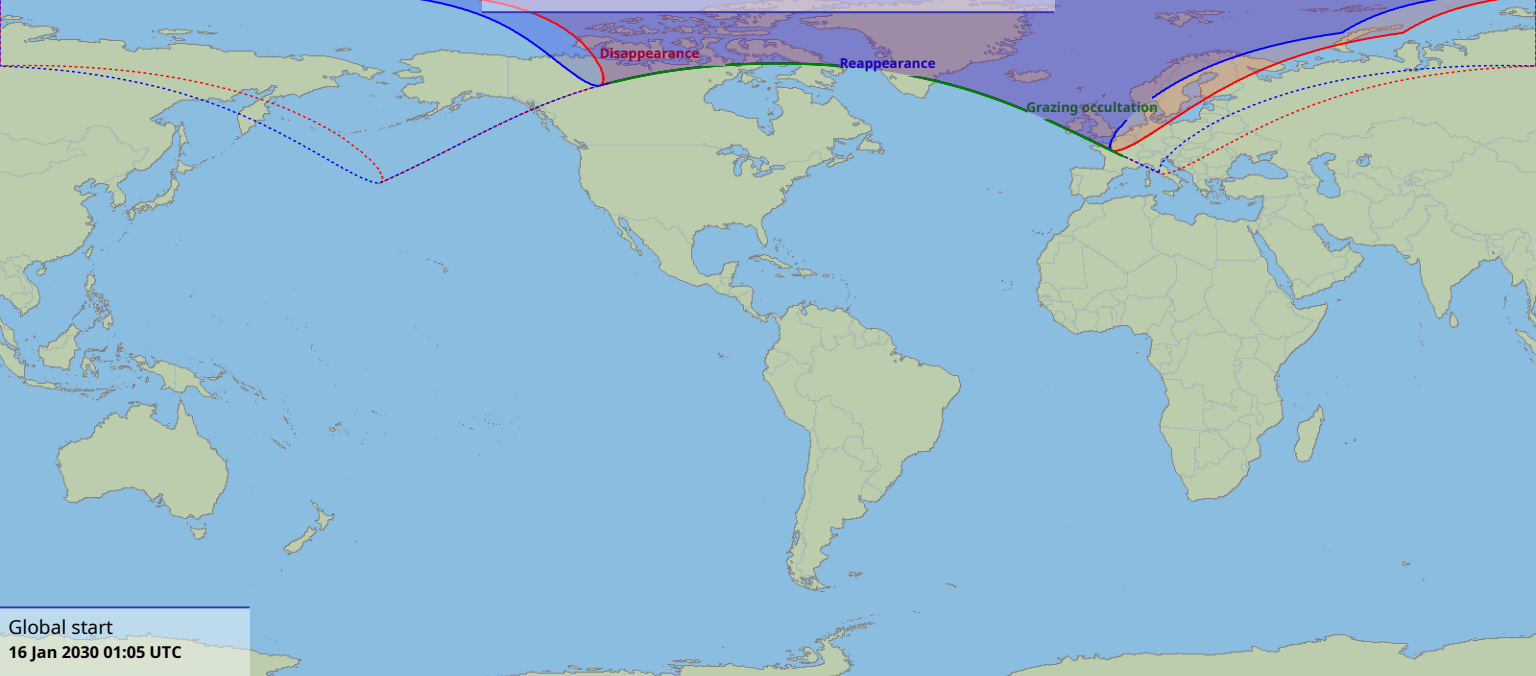 Disappearance
Reappearance
Grazing occultation
Global start
16 Jan 2030 01:05 UTC